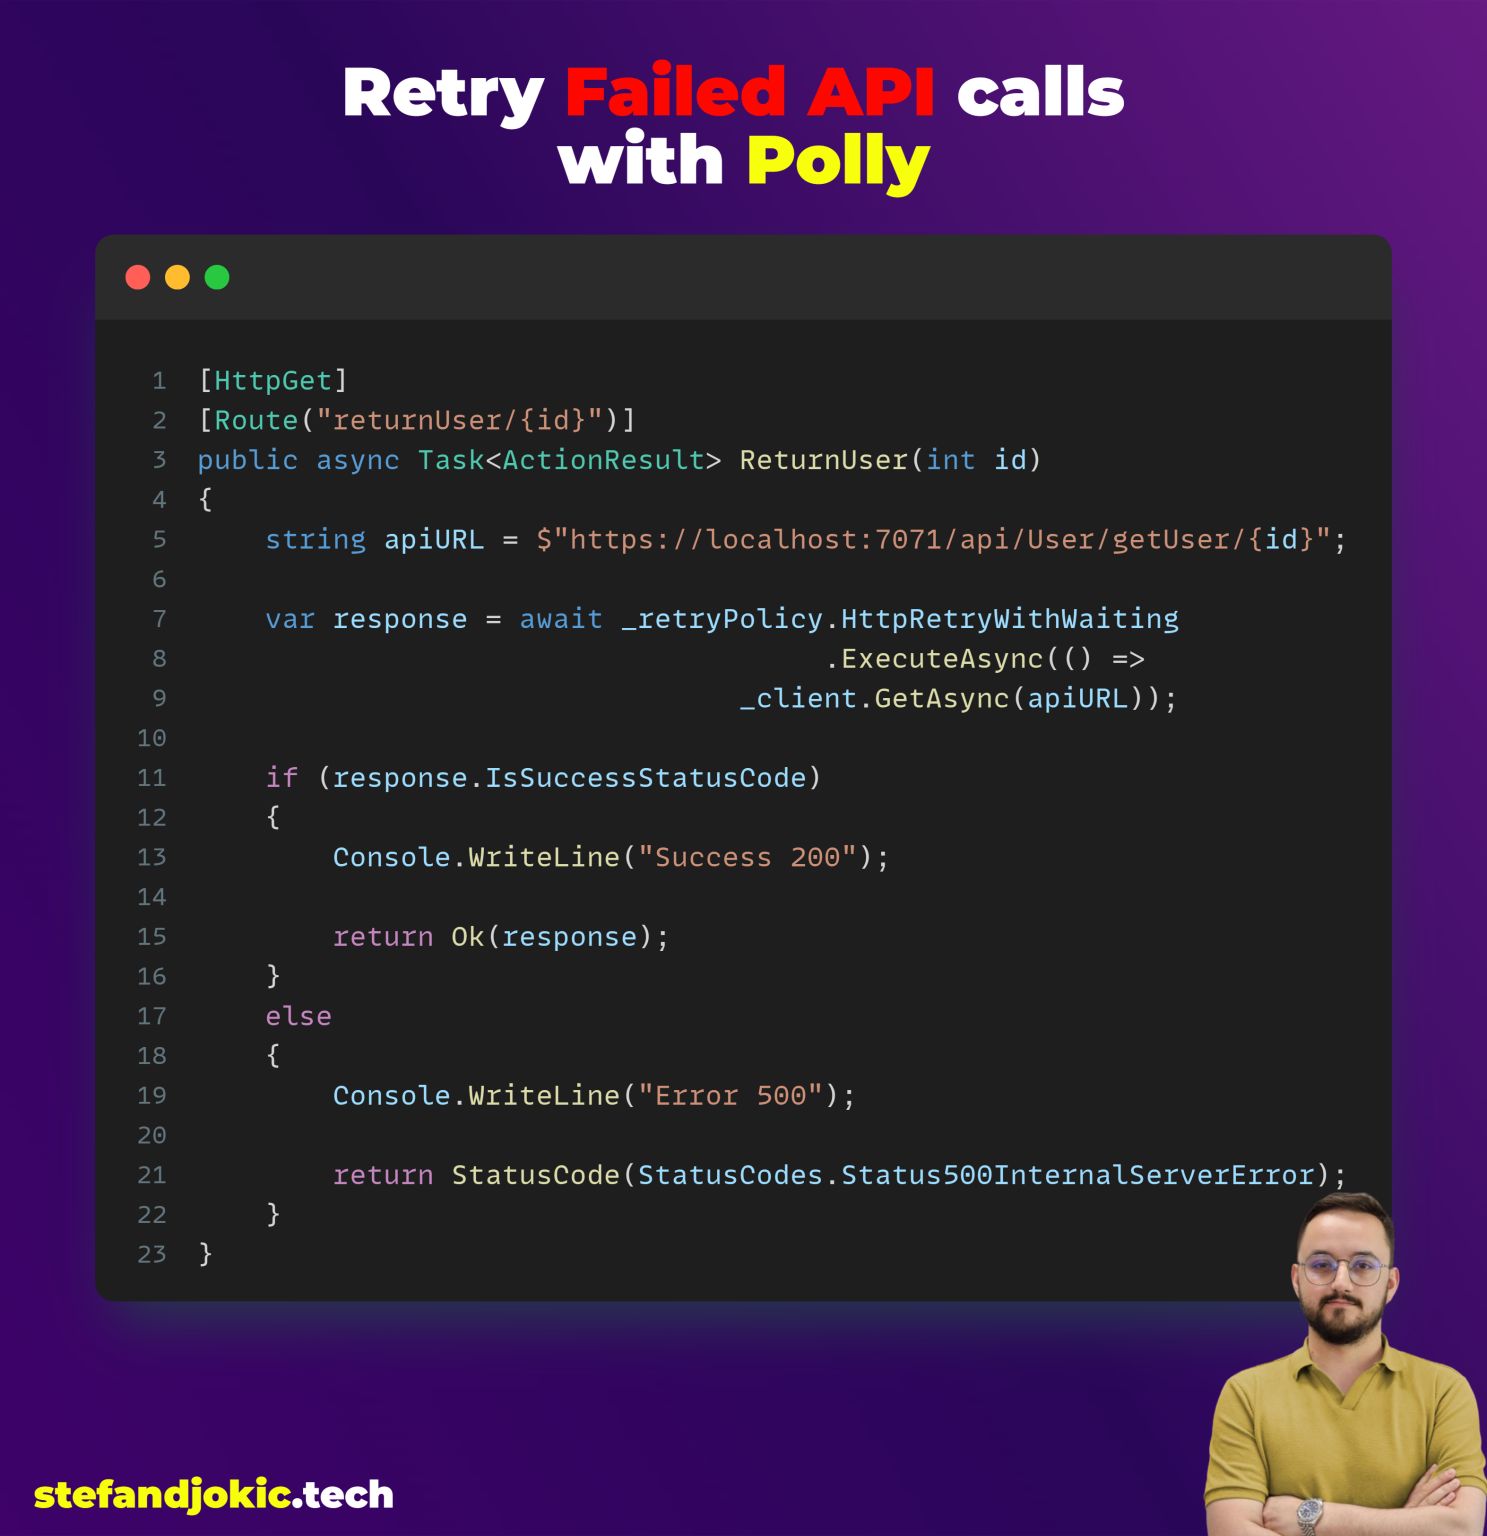 Retry Failed API calls
with Polly
1 [HttpGet]
2 [Route("returnUser/{id}")]
3 public async Task<ActionResult> ReturnUser(int id)
4 {
5     string apiURL = $"https://localhost:7071/api/User/getUser/{id}";
6
7     var response = await _retryPolicy.HttpRetryWithWaiting
8                                      .ExecuteAsync(() =>
9                                 _client.GetAsync(apiURL));
10
11     if (response.IsSuccessStatusCode)
12     {
13         Console.WriteLine("Success 200");
14
15         return Ok(response);
16     }
17     else
18     {
19         Console.WriteLine("Error 500");
20
21         return StatusCode(StatusCodes.Status500InternalServerError);
22     }
23 }
stefandjokic.tech